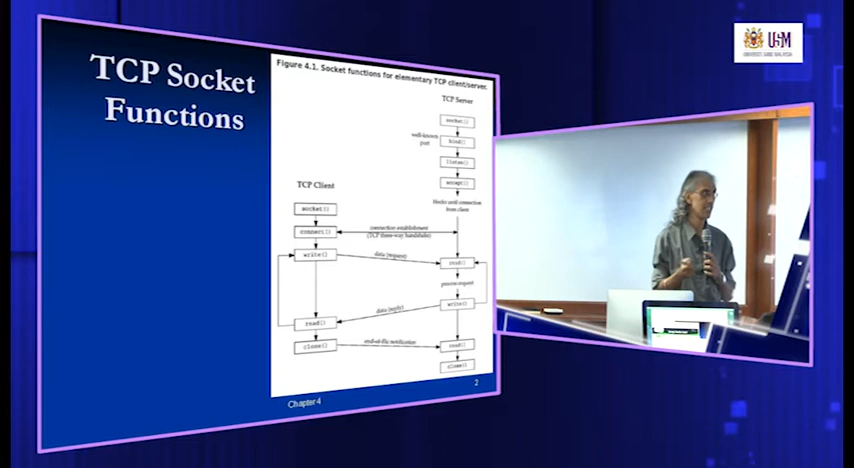 TCP Socket
Functions
Figure 4.1. Socket functions for elementary TCP client/server.
TCP Server
socket()
well-known
port
bind()
listen()
accept()
blocks until connection
from client
TCP Client
socket()
connect()
connection establishment
(TCP three-way handshake)
write()
data (request)
read()
process request
write()
data (reply)
read()
close()
end-of-file notification
read()
close()
2
Chapter 4
USM
UNIVERSITI SAINS MALAYSIA